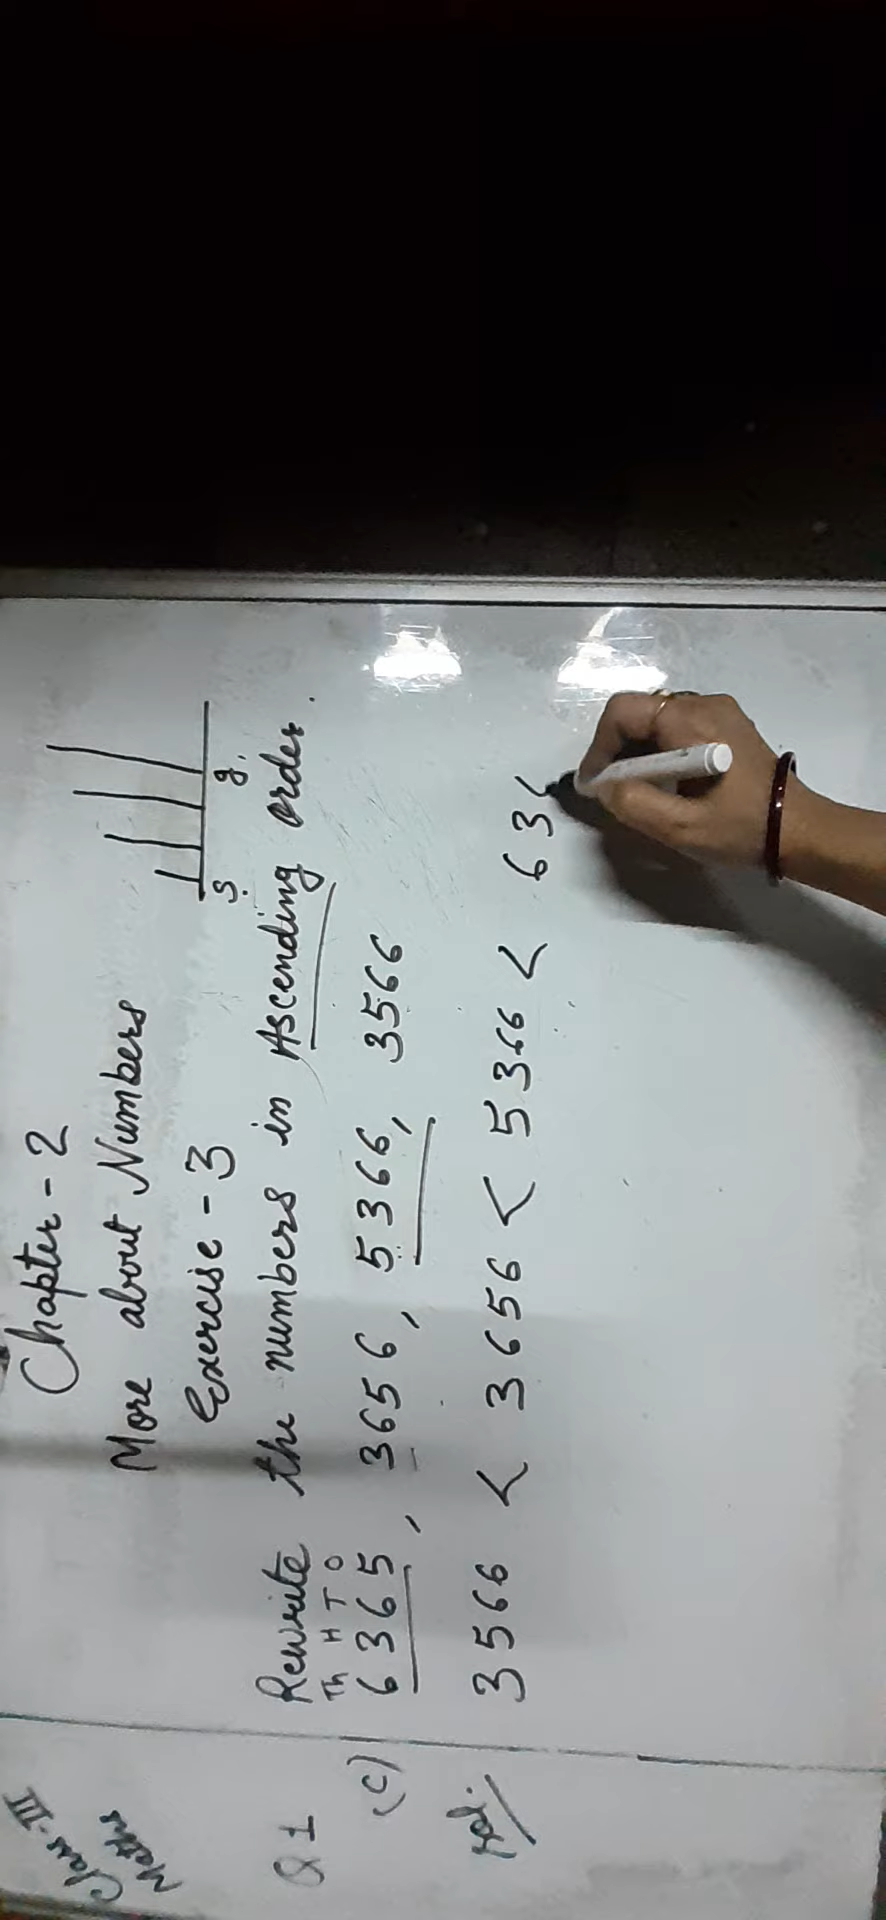 Class-III
Maths
Chapter-2
More about Numbers
Exercise-3
S. g.
Q1 Rewrite the numbers in Ascending order.
Th H T O
(c) 6365, 3656, 5366, 3566
Sol. 3566 < 3656 < 5366 < 63